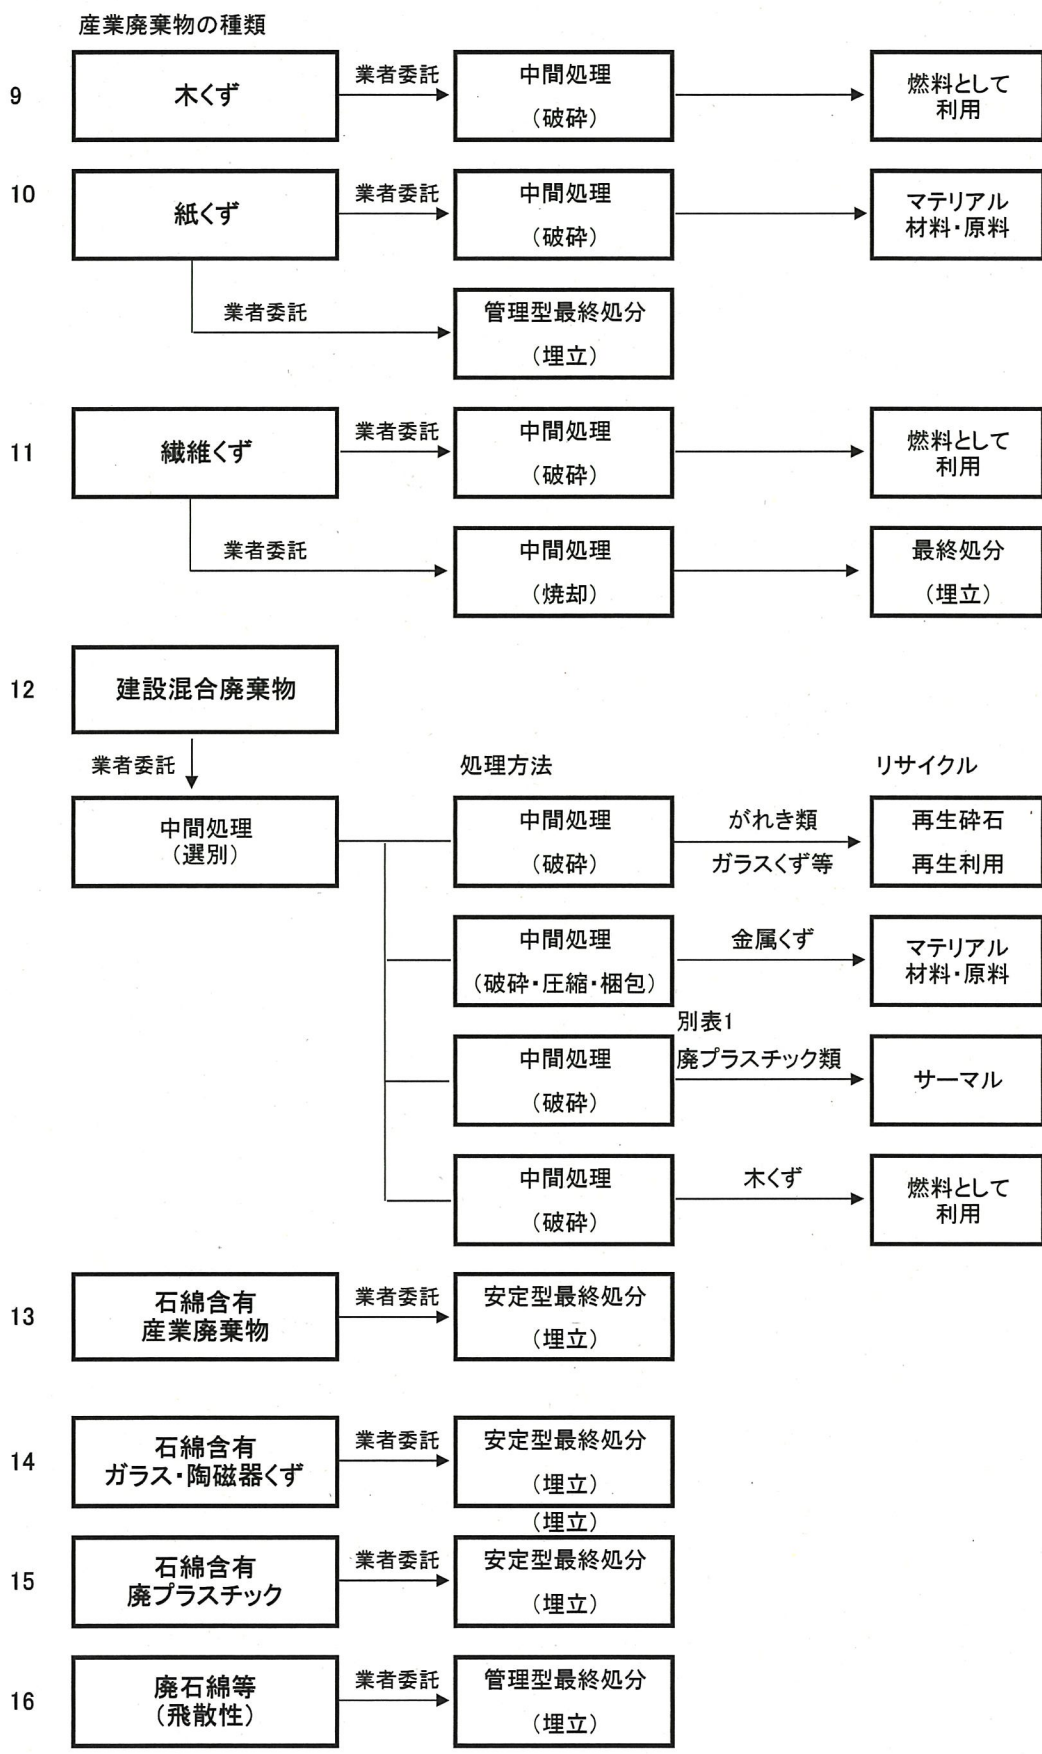 産業廃棄物の種類
9
木くず
業者委託
中間処理
（破砕）
燃料として
利用
10
紙くず
業者委託
中間処理
（破砕）
マテリアル
材料・原料
業者委託
管理型最終処分
（埋立）
11
繊維くず
業者委託
中間処理
（破砕）
燃料として
利用
業者委託
中間処理
（焼却）
最終処分
（埋立）
12
建設混合廃棄物
業者委託
処理方法
リサイクル
中間処理
（選別）
中間処理
（破砕）
がれき類
ガラスくず等
再生砕石
再生利用
中間処理
（破砕・圧縮・梱包）
金属くず
マテリアル
材料・原料
別表1
中間処理
（破砕）
廃プラスチック類
サーマル
中間処理
（破砕）
木くず
燃料として
利用
13
石綿含有
産業廃棄物
業者委託
安定型最終処分
（埋立）
14
石綿含有
ガラス・陶磁器くず
業者委託
安定型最終処分
（埋立）
（埋立）
15
石綿含有
廃プラスチック
業者委託
安定型最終処分
（埋立）
16
廃石綿等
（飛散性）
業者委託
管理型最終処分
（埋立）